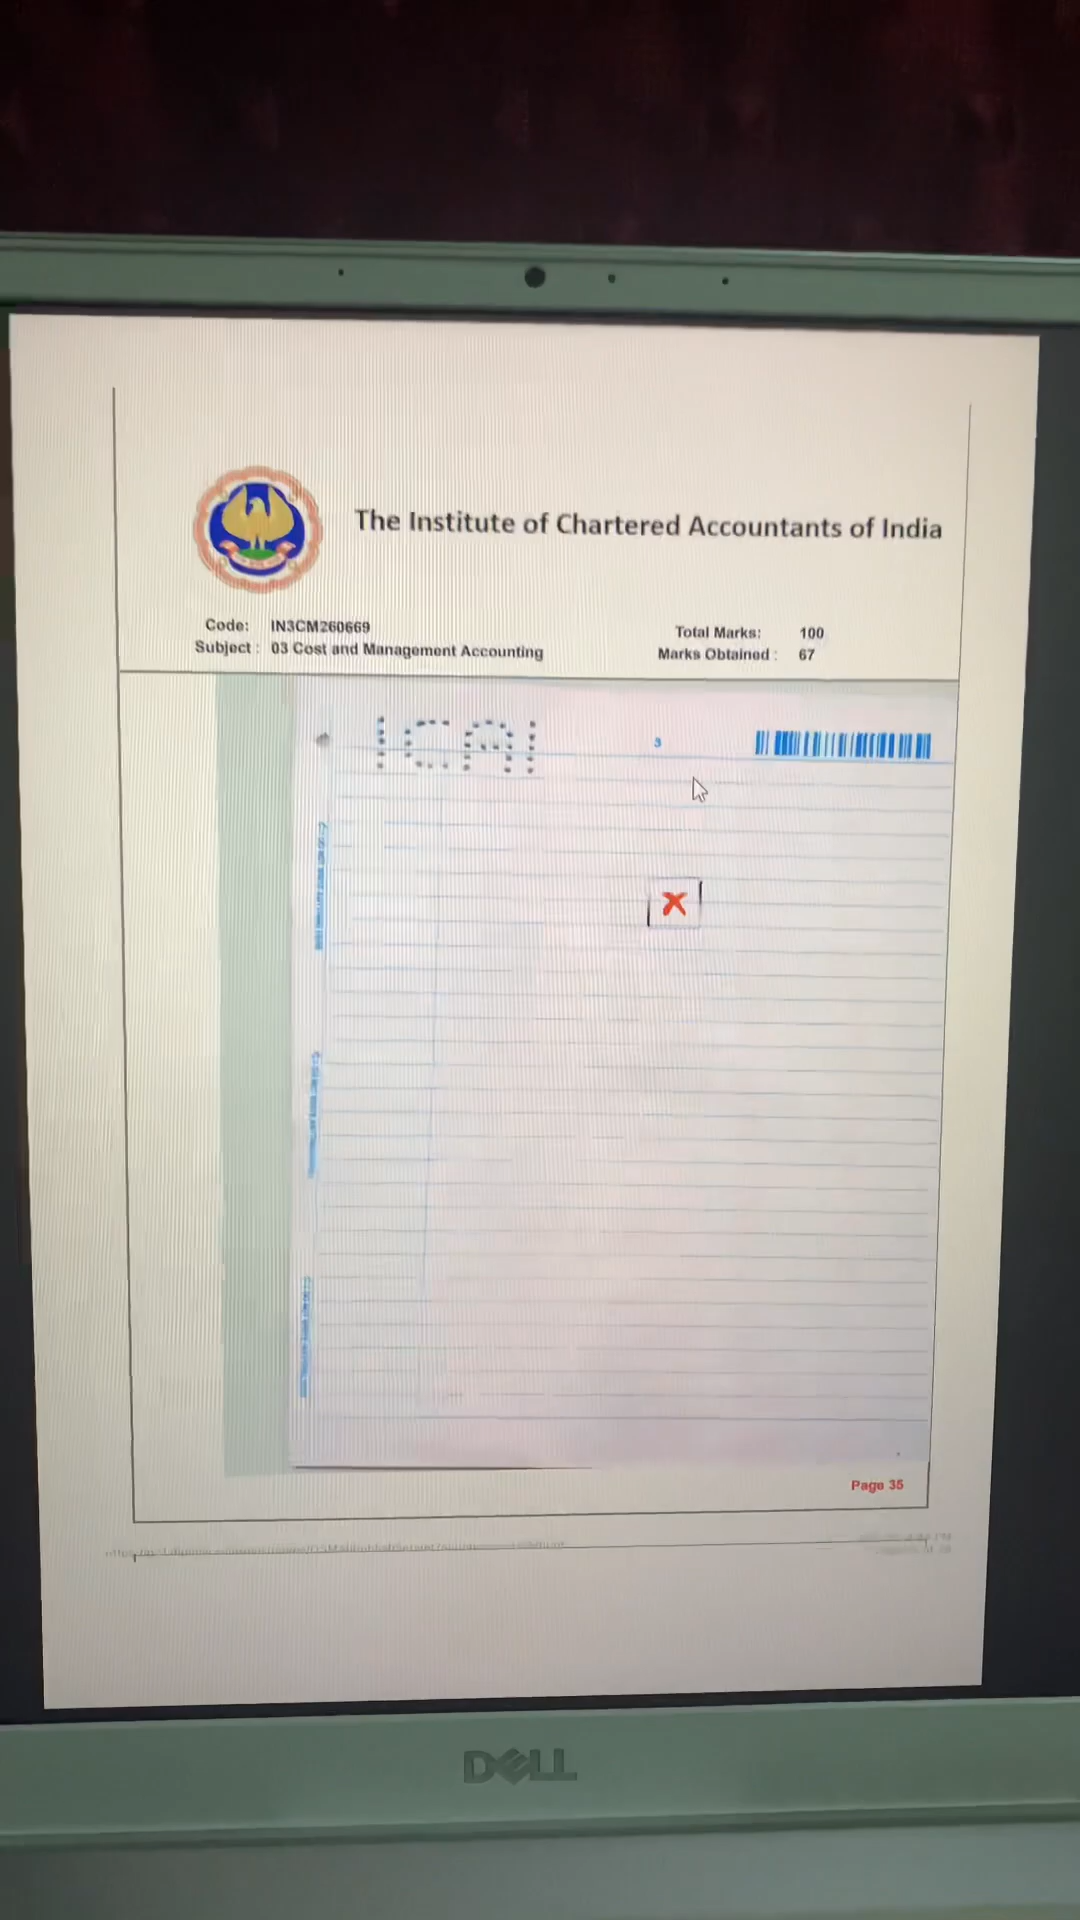 The Institute of Chartered Accountants of India
Code: IN3CM260669
Total Marks: 100
Subject : 03 Cost and Management Accounting
Marks Obtained : 67
ICAI
3
Page 35
DELL